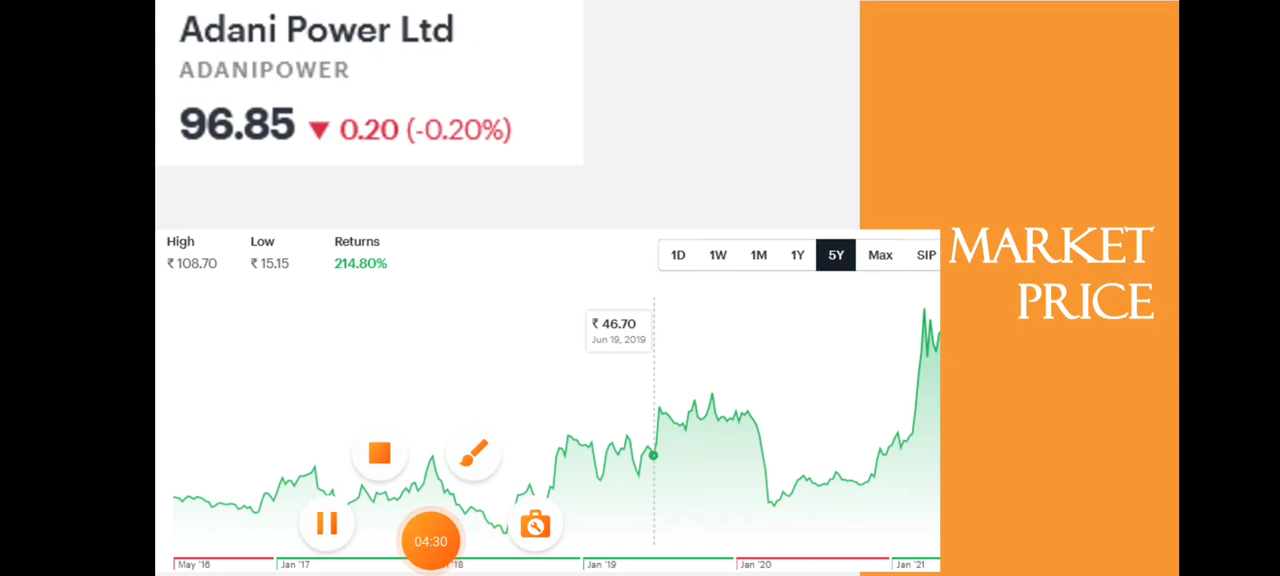 Adani Power Ltd
ADANIPOWER
96.85 ▼ 0.20 (-0.20%)
High Low Returns
₹ 108.70 ₹ 15.15 214.80%
1D 1W 1M 1Y 5Y Max SIP
MARKET
PRICE
₹ 46.70
Jun 19, 2019
04:30
May '16 Jan '17 '18 Jan '19 Jan '20 Jan '21